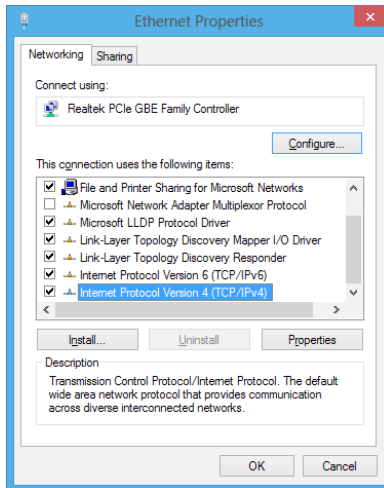 Ethernet Properties
Networking
Sharing
Connect using:
Realtek PCIe GBE Family Controller
Configure...
This connection uses the following items:
File and Printer Sharing for Microsoft Networks
Microsoft Network Adapter Multiplexor Protocol
Microsoft LLDP Protocol Driver
Link-Layer Topology Discovery Mapper I/O Driver
Link-Layer Topology Discovery Responder
Internet Protocol Version 6 (TCP/IPv6)
Internet Protocol Version 4 (TCP/IPv4)
Install...
Uninstall
Properties
Description
Transmission Control Protocol/Internet Protocol. The default
wide area network protocol that provides communication
across diverse interconnected networks.
OK
Cancel